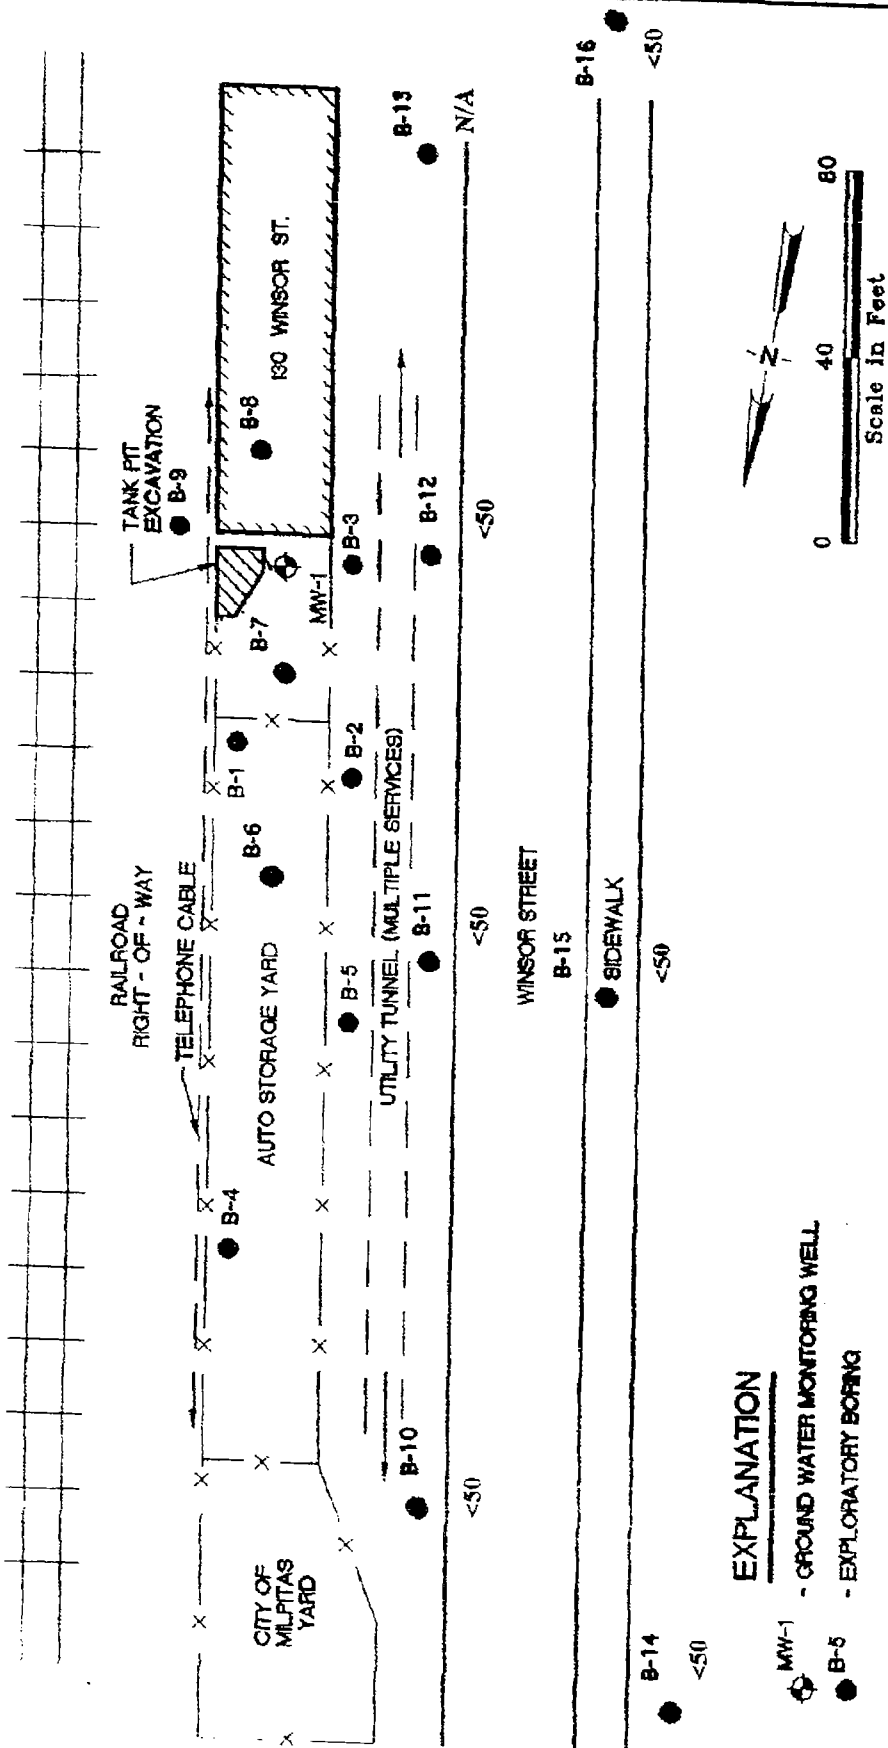 RAILROAD
RIGHT - OF - WAY
TELEPHONE CABLE
TANK PIT
EXCAVATION
B-9
B-8
130 WINSOR ST.
B-13
N/A
B-16
<50
B-4
AUTO STORAGE YARD
B-6
B-1
B-7
MW-1
B-3
B-2
B-5
UTILITY TUNNEL (MULTIPLE SERVICES)
B-12
<50
B-11
<50
B-10
<50
CITY OF
MILPITAS
YARD
WINSOR STREET
B-15
SIDEWALK
<50
B-14
<50
N
0 40 80
Scale in Feet
EXPLANATION
MW-1 - GROUND WATER MONITORING WELL
B-5 - EXPLORATORY BORING